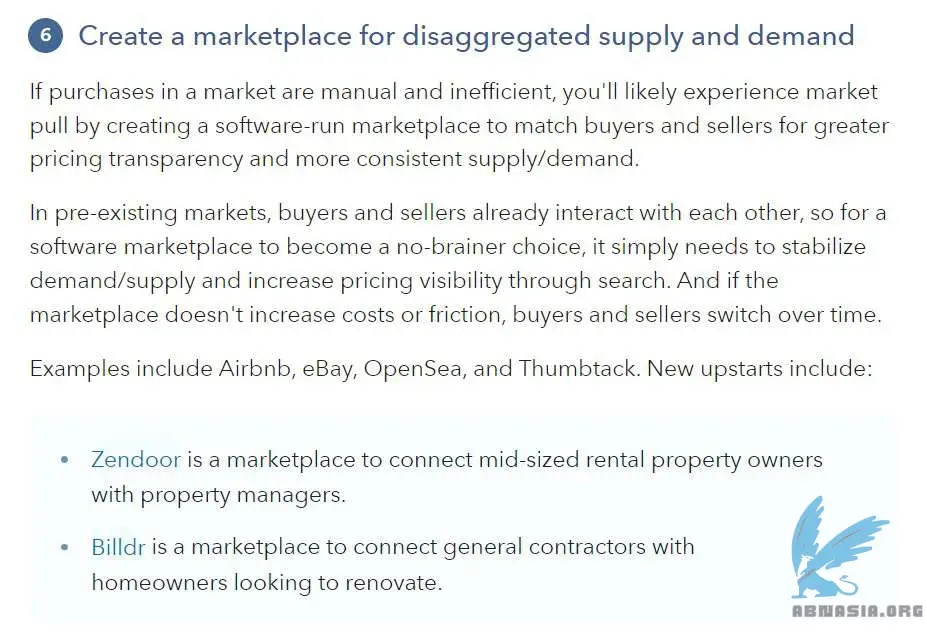 6 Create a marketplace for disaggregated supply and demand
If purchases in a market are manual and inefficient, you'll likely experience market
pull by creating a software-run marketplace to match buyers and sellers for greater
pricing transparency and more consistent supply/demand.
In pre-existing markets, buyers and sellers already interact with each other, so for a
software marketplace to become a no-brainer choice, it simply needs to stabilize
demand/supply and increase pricing visibility through search. And if the
marketplace doesn't increase costs or friction, buyers and sellers switch over time.
Examples include Airbnb, eBay, OpenSea, and Thumbtack. New upstarts include:
• Zendoor is a marketplace to connect mid-sized rental property owners
with property managers.
• Billdr is a marketplace to connect general contractors with
homeowners looking to renovate.
ABNASIA.ORG